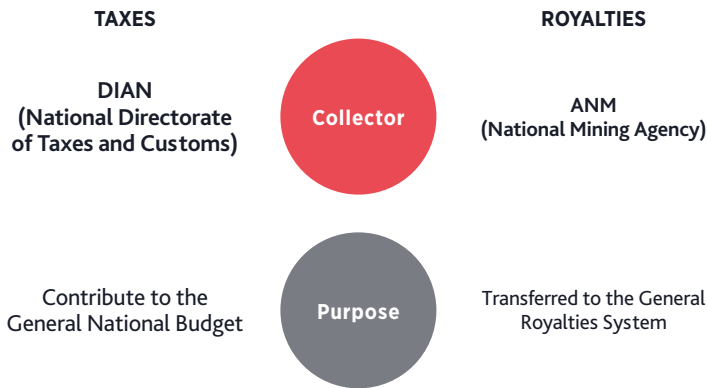 TAXES
ROYALTIES
DIAN
(National Directorate
of Taxes and Customs)
Collector
ANM
(National Mining Agency)
Contribute to the
General National Budget
Purpose
Transferred to the General
Royalties System